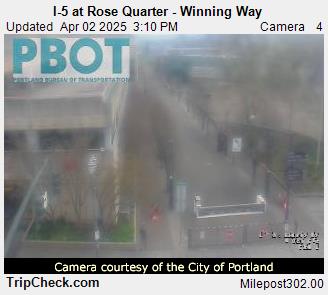 I-5 at Rose Quarter - Winning Way
Updated Apr 02 2025 3:10 PM Camera 4
PBOT
PORTLAND BUREAU OF TRANSPORTATION
Camera courtesy of the City of Portland
TripCheck.com Milepost302.00